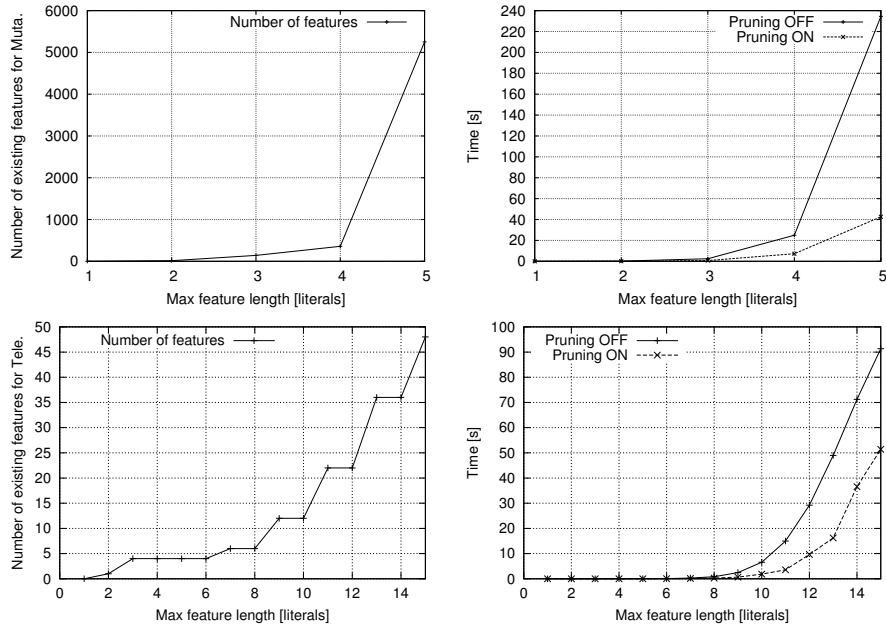 Number of existing features for Muta.
6000
5000
4000
3000
2000
1000
0
Number of features
1 2 3 4 5
Max feature length [literals]
Time [s]
240
220
200
180
160
140
120
100
80
60
40
20
0
Pruning OFF
Pruning ON
1 2 3 4 5
Max feature length [literals]
Number of existing features for Tele.
50
45
40
35
30
25
20
15
10
5
0
Number of features
0 2 4 6 8 10 12 14
Max feature length [literals]
Time [s]
100
90
80
70
60
50
40
30
20
10
0
Pruning OFF
Pruning ON
0 2 4 6 8 10 12 14
Max feature length [literals]